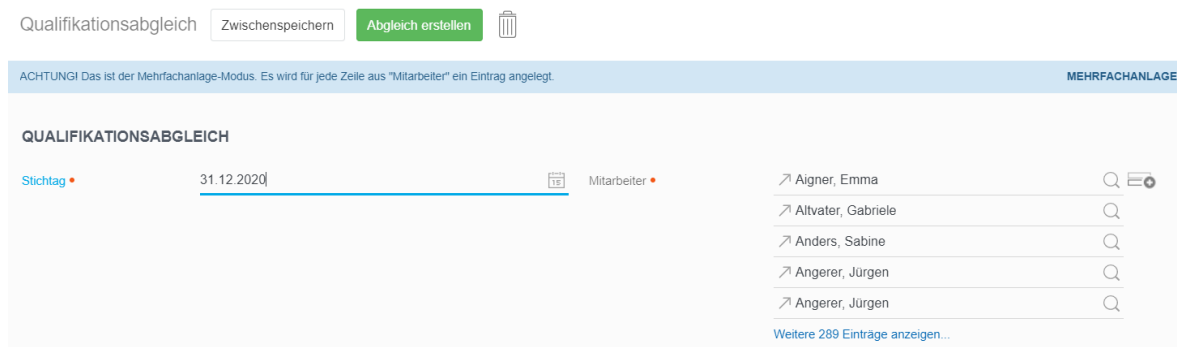 Qualifikationsabgleich Zwischenspeichern Abgleich erstellen
ACHTUNG! Das ist der Mehrfachanlage-Modus. Es wird für jede Zeile aus "Mitarbeiter" ein Eintrag angelegt. MEHRFACHANLAGE
QUALIFIKATIONSABGLEICH
Stichtag 31.12.2020 15 Mitarbeiter Aigner, Emma
Altvater, Gabriele
Anders, Sabine
Angerer, Jürgen
Angerer, Jürgen
Weitere 289 Einträge anzeigen...